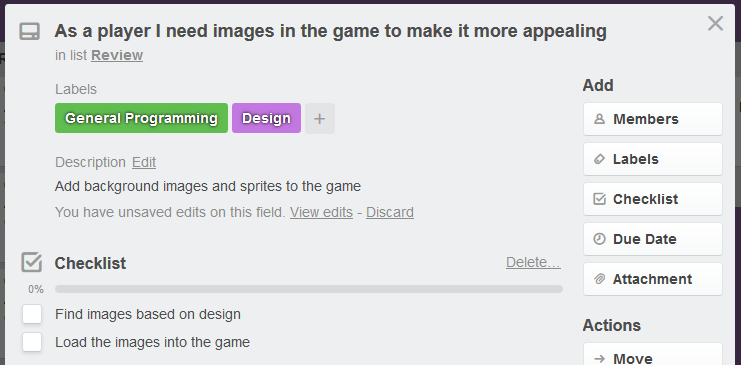 As a player I need images in the game to make it more appealing
in list Review
Labels
General Programming Design +
Description Edit
Add background images and sprites to the game
You have unsaved edits on this field. View edits - Discard
Checklist Delete...
0%
Find images based on design
Load the images into the game
Add
Members
Labels
Checklist
Due Date
Attachment
Actions
Move